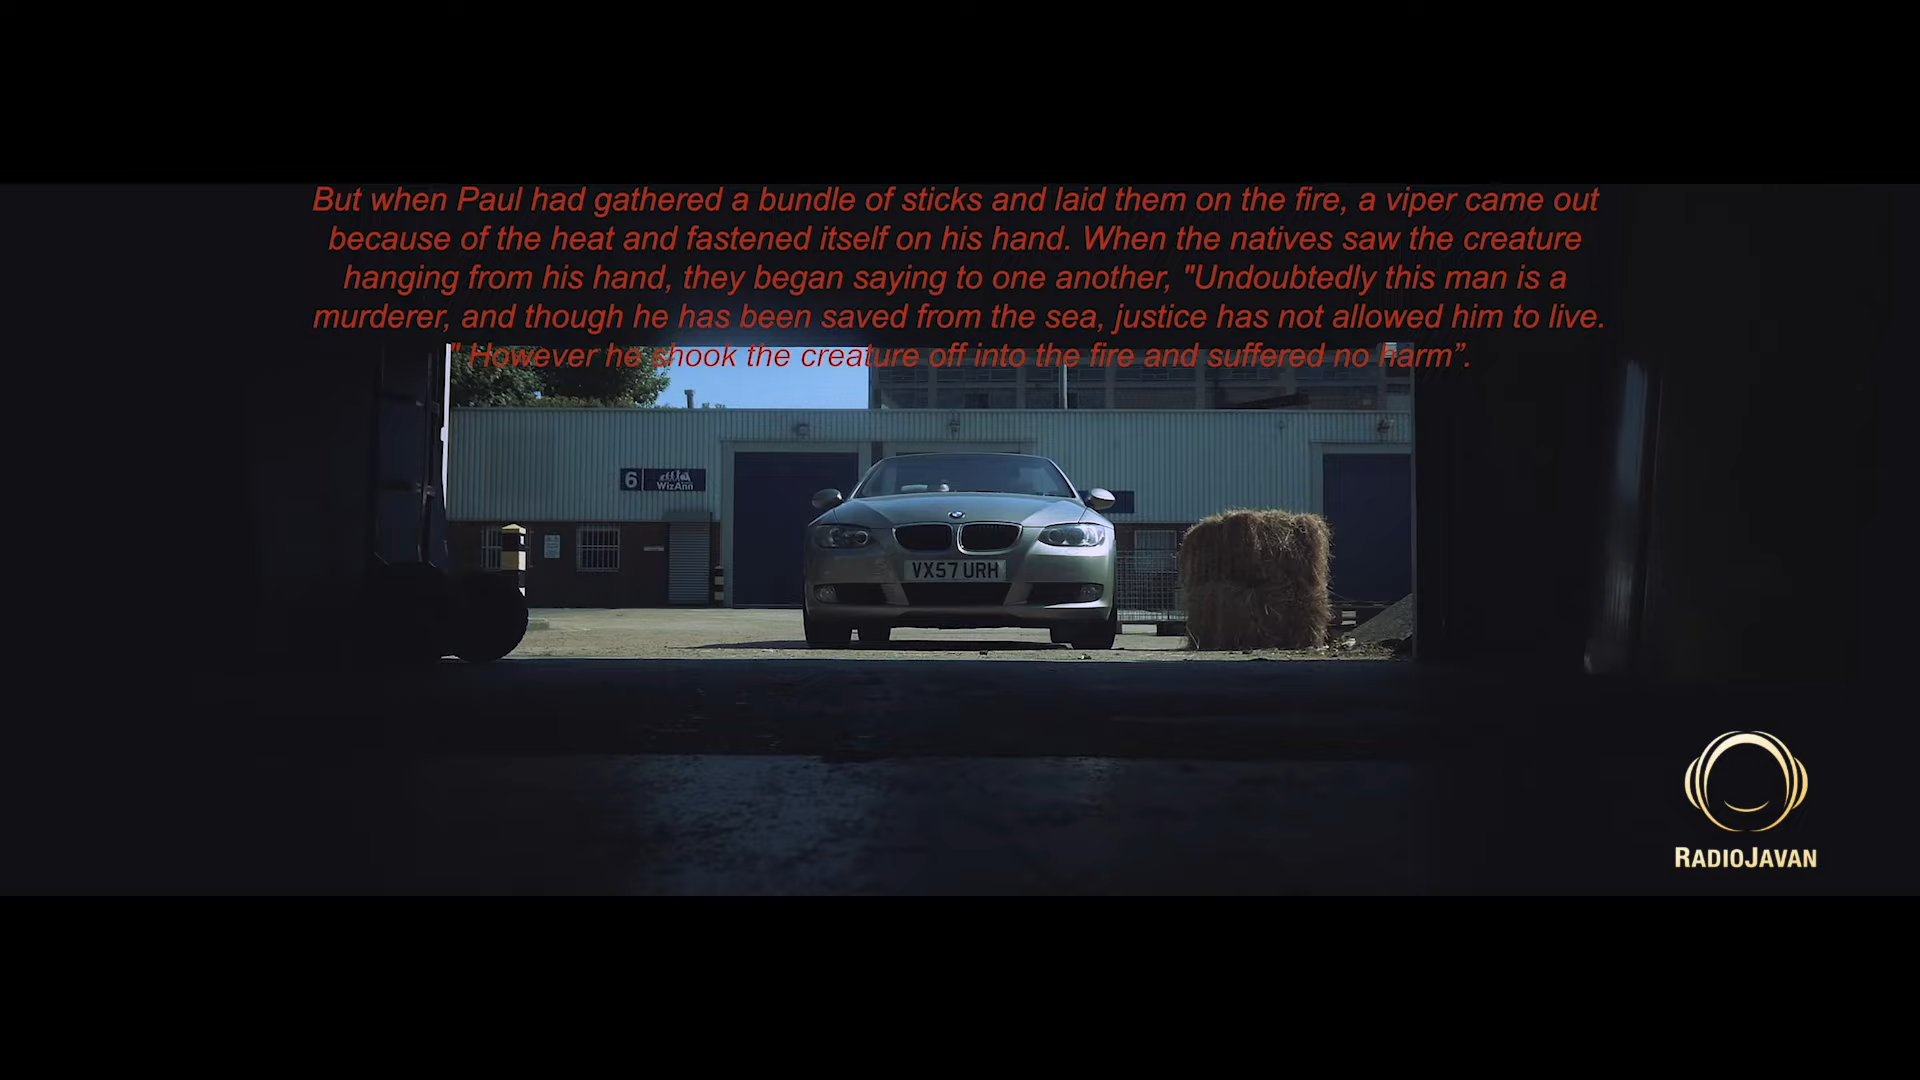 But when Paul had gathered a bundle of sticks and laid them on the fire, a viper came out
because of the heat and fastened itself on his hand. When the natives saw the creature
hanging from his hand, they began saying to one another, "Undoubtedly this man is a
murderer, and though he has been saved from the sea, justice has not allowed him to live.
" However he shook the creature off into the fire and suffered no harm”.
6 WizAnn
VX57 URH
RADIOJAVAN